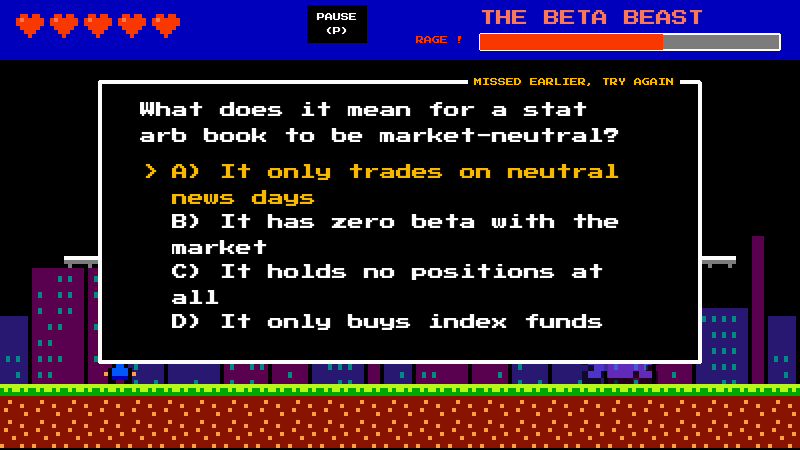 PAUSE
(P)
THE BETA BEAST
RAGE !
MISSED EARLIER, TRY AGAIN
What does it mean for a stat
arb book to be market-neutral?
> A) It only trades on neutral
news days
B) It has zero beta with the
market
C) It holds no positions at
all
D) It only buys index funds